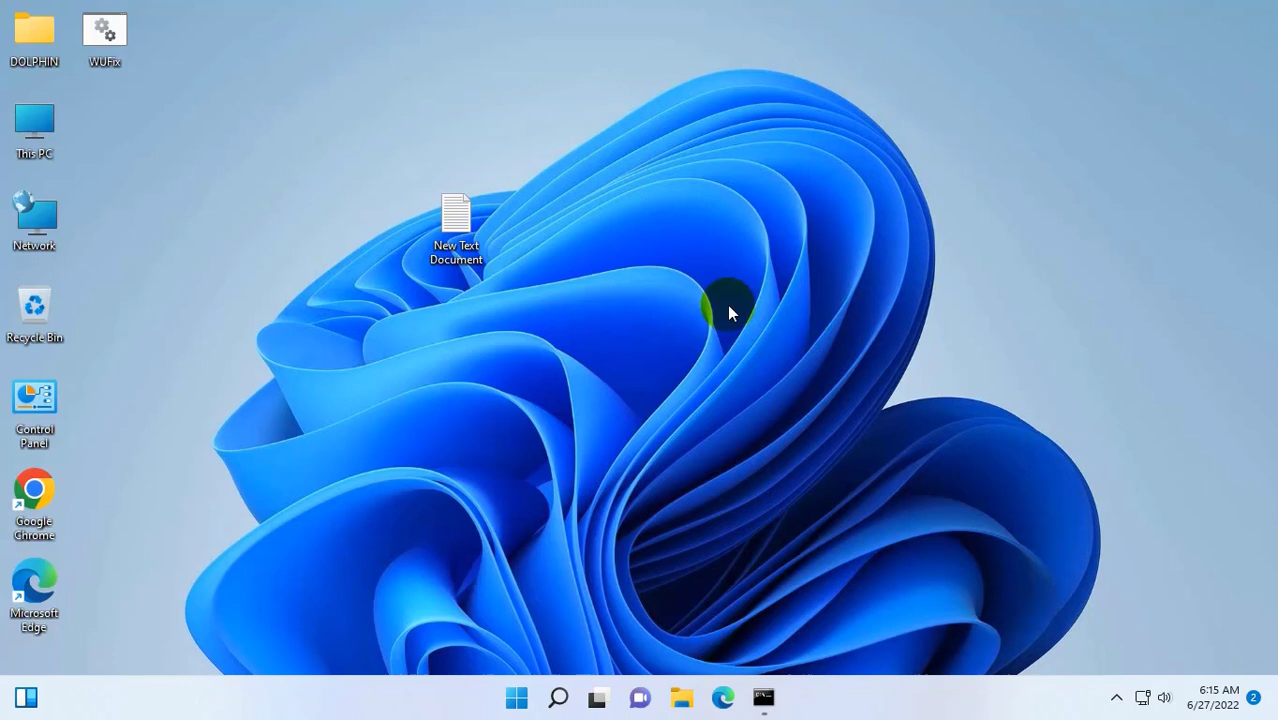 DOLPHIN
WUFix
This PC
Network
Recycle Bin
Control
Panel
Google
Chrome
Microsoft
Edge
New Text
Document
6:15 AM
6/27/2022
2